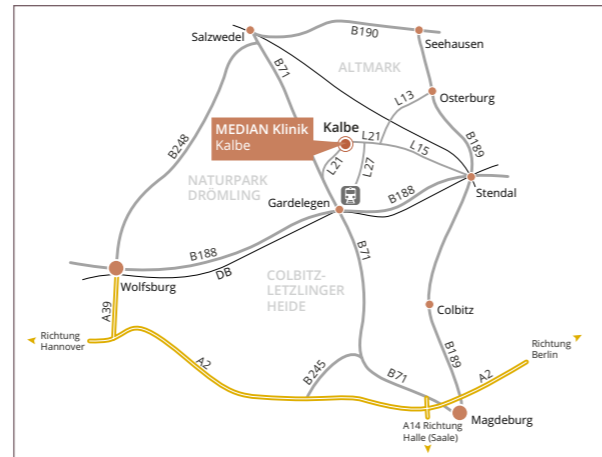 B190
Salzwedel
Seehausen
B71
ALTMARK
L13
Osterburg
MEDIAN Klinik
Kalbe
Kalbe
L21
B248
B189
L15
L21
L27
NATURPARK
DRÖMLING
Stendal
B188
Gardelegen
B188
DB
B71
COLBITZ-
LETZLINGER
HEIDE
Wolfsburg
A39
Colbitz
Richtung
Hannover
B189
Richtung
Berlin
A2
B245
B71
A2
Magdeburg
A14 Richtung
Halle (Saale)